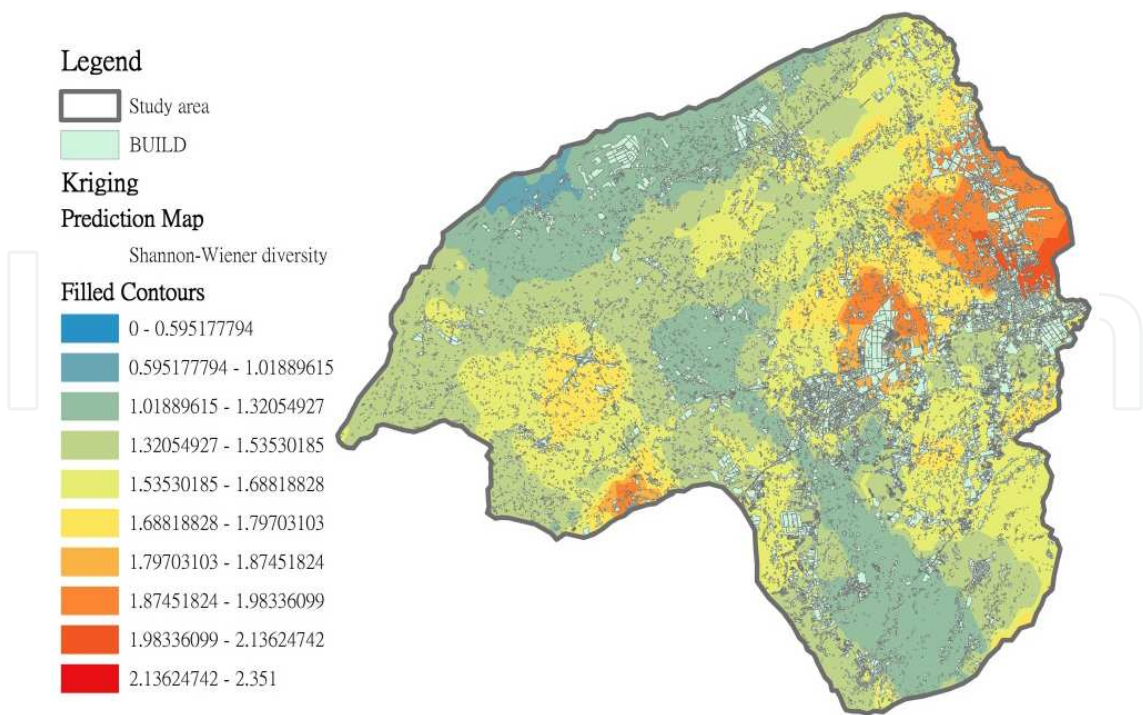 Legend
Study area
BUILD
Kriging
Prediction Map
Shannon-Wiener diversity
Filled Contours
0 - 0.595177794
0.595177794 - 1.01889615
1.01889615 - 1.32054927
1.32054927 - 1.53530185
1.53530185 - 1.68818828
1.68818828 - 1.79703103
1.79703103 - 1.87451824
1.87451824 - 1.98336099
1.98336099 - 2.13624742
2.13624742 - 2.351